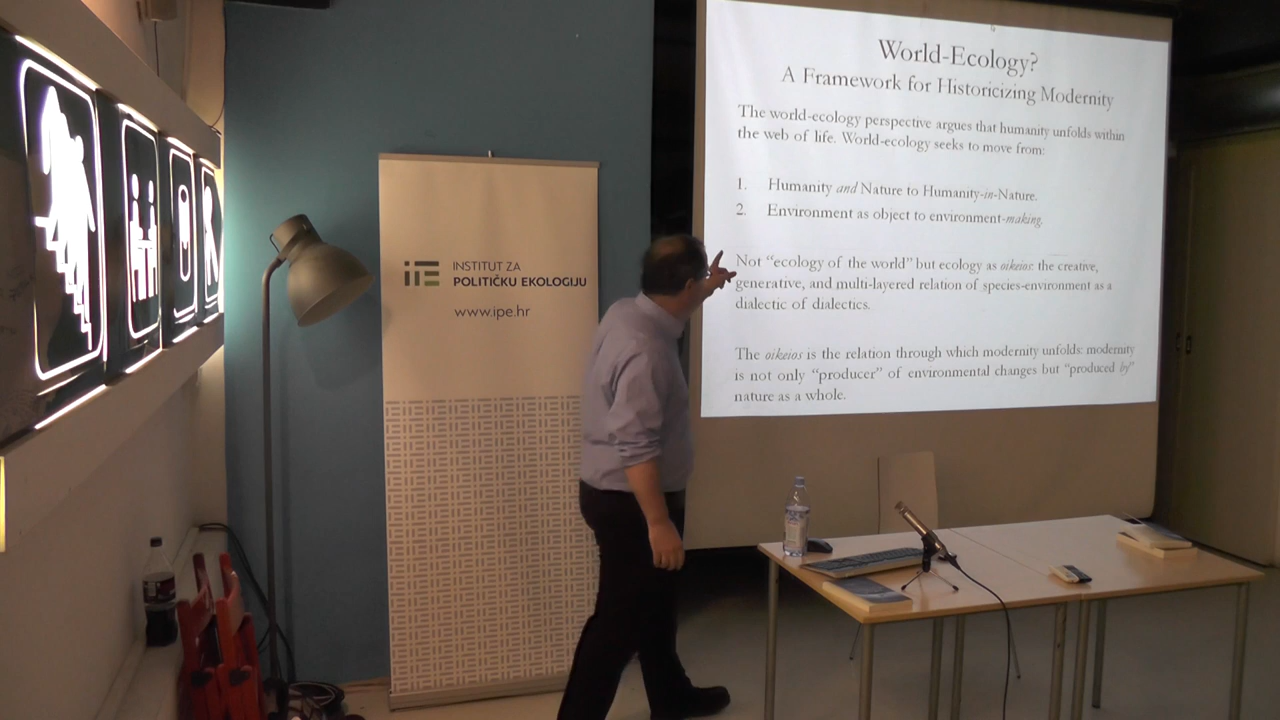 World-Ecology?
A Framework for Historicizing Modernity
The world-ecology perspective argues that humanity unfolds within
the web of life. World-ecology seeks to move from:
1. Humanity and Nature to Humanity-in-Nature.
2. Environment as object to environment-making.
Not “ecology of the world” but ecology as oikeios: the creative,
generative, and multi-layered relation of species-environment as a
dialectic of dialectics.
The oikeios is the relation through which modernity unfolds: modernity
is not only “producer” of environmental changes but “produced by”
nature as a whole.
INSTITUT ZA
POLITIČKU EKOLOGIJU
www.ipe.hr